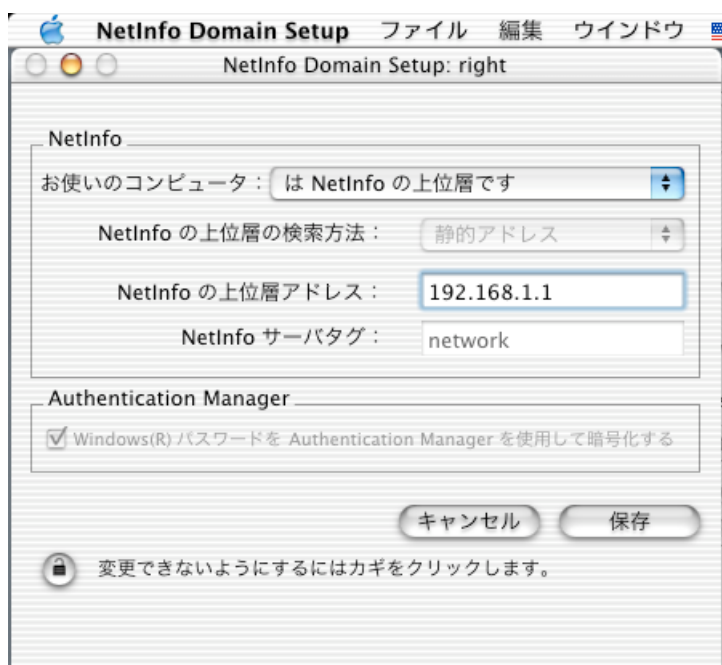 NetInfo Domain Setup ファイル 編集 ウインドウ
NetInfo Domain Setup: right
NetInfo
お使いのコンピュータ： は NetInfo の上位層です
NetInfo の上位層の検索方法： 静的アドレス
NetInfo の上位層アドレス： 192.168.1.1
NetInfo サーバタグ： network
Authentication Manager
Windows(R) パスワードを Authentication Manager を使用して暗号化する
キャンセル 保存
変更できないようにするにはカギをクリックします。